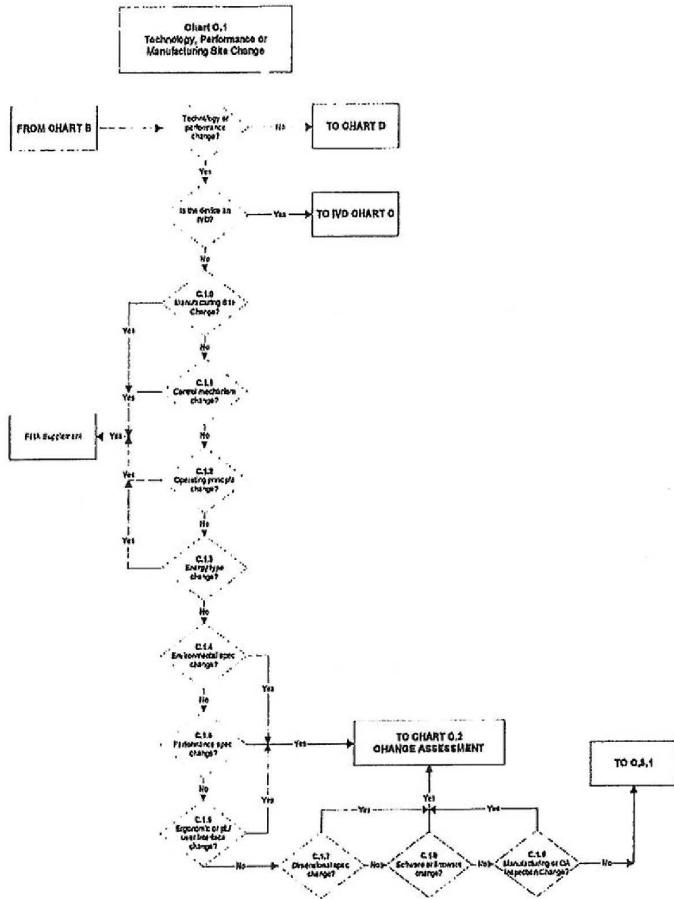 Chart C.1
Technology, Performance or
Manufacturing Site Change
FROM CHART B
Technology or
performance
change?
No
TO CHART D
Yes
Is the device an
IVD?
Yes
TO IVD CHART C
No
C.1.0
Manufacturing Site
Change?
Yes
No
C.1.1
Control mechanism
change?
Yes
PMA Supplement
Yes
No
C.1.2
Operating principle
change?
Yes
No
C.1.3
Energy type
change?
Yes
No
C.1.4
Environmental spec
change?
Yes
No
C.1.5
Performance spec
change?
Yes
TO CHART C.2
CHANGE ASSESSMENT
TO C.3.1
No
C.1.6
Ergonomic or pt./
user interface
change?
Yes
Yes
Yes
Yes
No
C.1.7
Dimensional spec
change?
No
C.1.8
Software or firmware
change?
No
C.1.9
Manufacturing or QA
Inspection Change?
No